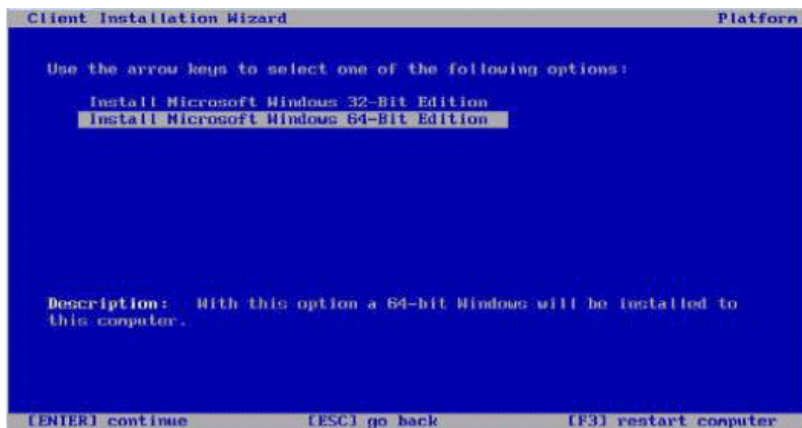 Client Installation Wizard Platform
Use the arrow keys to select one of the following options:
Install Microsoft Windows 32-Bit Edition
Install Microsoft Windows 64-Bit Edition
Description: With this option a 64-bit Windows will be installed to
this computer.
[ENTER] continue [ESC] go back [F3] restart computer